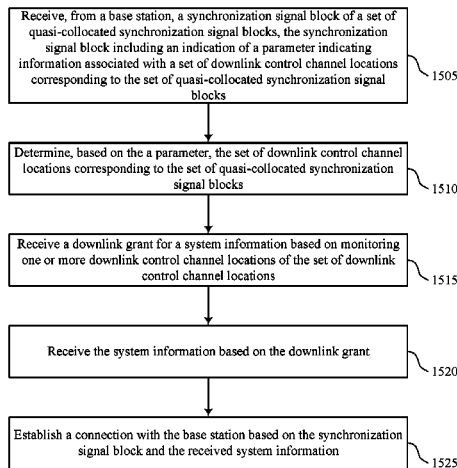 Receive, from a base station, a synchronization signal block of a set of
quasi-collocated synchronization signal blocks, the synchronization
signal block including an indication of a parameter indicating
information associated with a set of downlink control channel locations
corresponding to the set of quasi-collocated synchronization signal
blocks
1505
Determine, based on the a parameter, the set of downlink control channel
locations corresponding to the set of quasi-collocated synchronization
signal blocks
1510
Receive a downlink grant for a system information based on monitoring
one or more downlink control channel locations of the set of downlink
control channel locations
1515
Receive the system information based on the downlink grant
1520
Establish a connection with the base station based on the synchronization
signal block and the received system information
1525